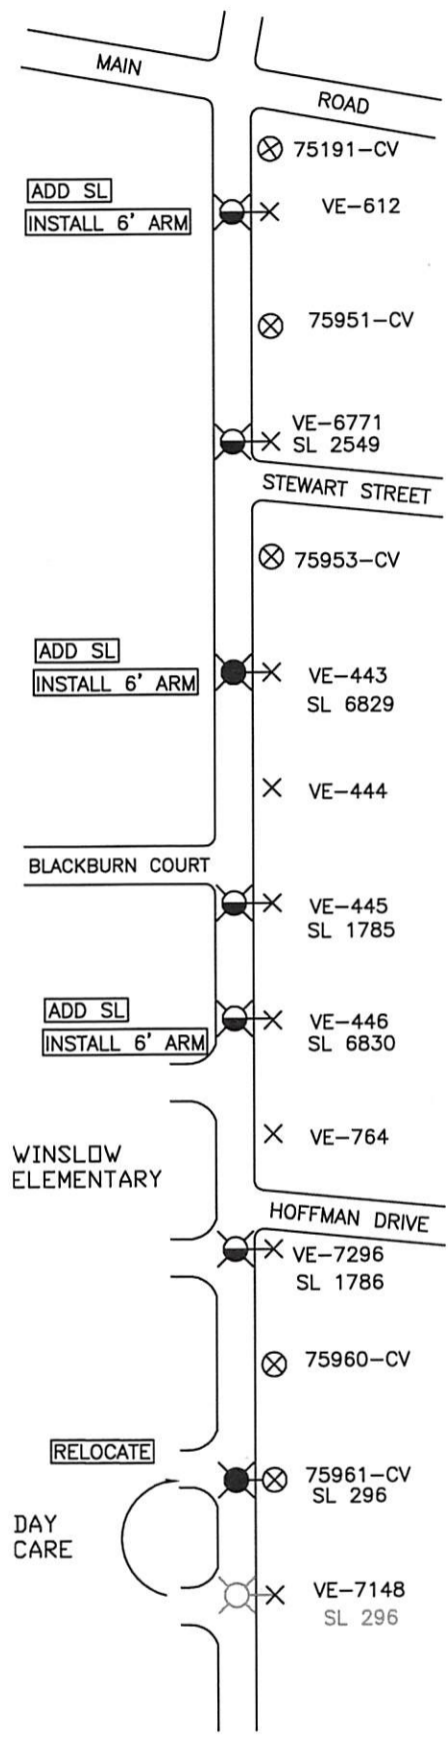 MAIN
ROAD
75191-CV
ADD SL
INSTALL 6' ARM
VE-612
75951-CV
VE-6771
SL 2549
STEWART STREET
75953-CV
ADD SL
INSTALL 6' ARM
VE-443
SL 6829
VE-444
BLACKBURN COURT
VE-445
SL 1785
ADD SL
INSTALL 6' ARM
VE-446
SL 6830
VE-764
WINSLOW
ELEMENTARY
HOFFMAN DRIVE
VE-7296
SL 1786
75960-CV
RELOCATE
75961-CV
SL 296
DAY
CARE
VE-7148
SL 296